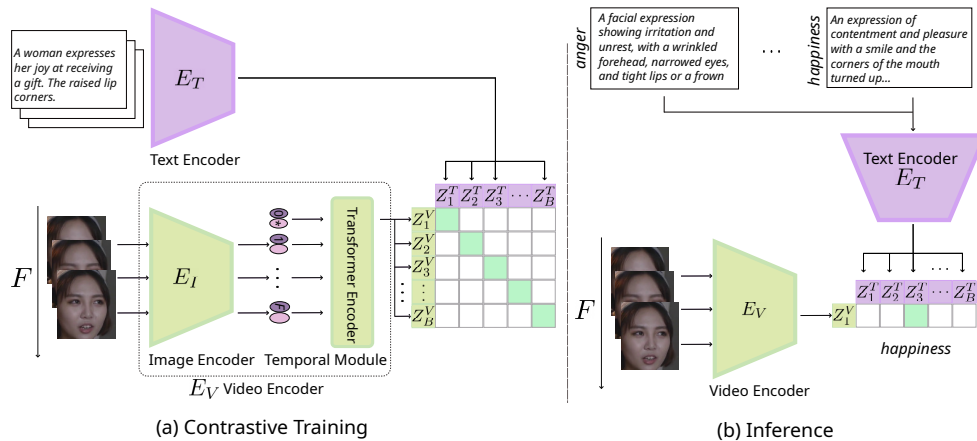 A woman expresses
her joy at receiving
a gift. The raised lip
corners.
E_T
Text Encoder
F
E_I
Image Encoder
0 *
1
F
Temporal Module
Transformer Encoder
E_V Video Encoder
Z_1^T Z_2^T Z_3^T ⋯ Z_B^T
Z_1^V
Z_2^V
Z_3^V
⋮
Z_B^V
(a) Contrastive Training
anger
A facial expression
showing irritation and
unrest, with a wrinkled
forehead, narrowed eyes,
and tight lips or a frown
...
happiness
An expression of
contentment and pleasure
with a smile and the
corners of the mouth
turned up...
Text Encoder
E_T
F
E_V
Video Encoder
...
Z_1^T Z_2^T Z_3^T ⋯ Z_B^T
Z_1^V
happiness
(b) Inference